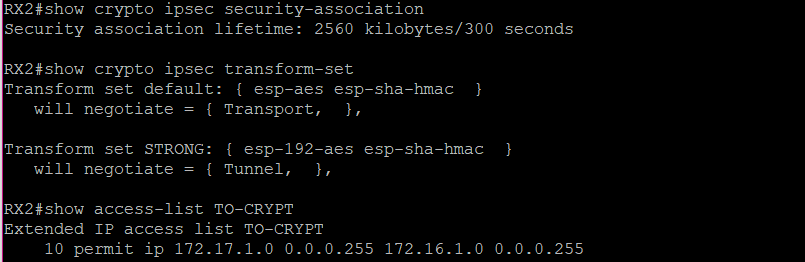 RX2#show crypto ipsec security-association
Security association lifetime: 2560 kilobytes/300 seconds
RX2#show crypto ipsec transform-set
Transform set default: { esp-aes esp-sha-hmac  }
   will negotiate = { Transport,  },
Transform set STRONG: { esp-192-aes esp-sha-hmac  }
   will negotiate = { Tunnel,  },
RX2#show access-list TO-CRYPT
Extended IP access list TO-CRYPT
    10 permit ip 172.17.1.0 0.0.0.255 172.16.1.0 0.0.0.255